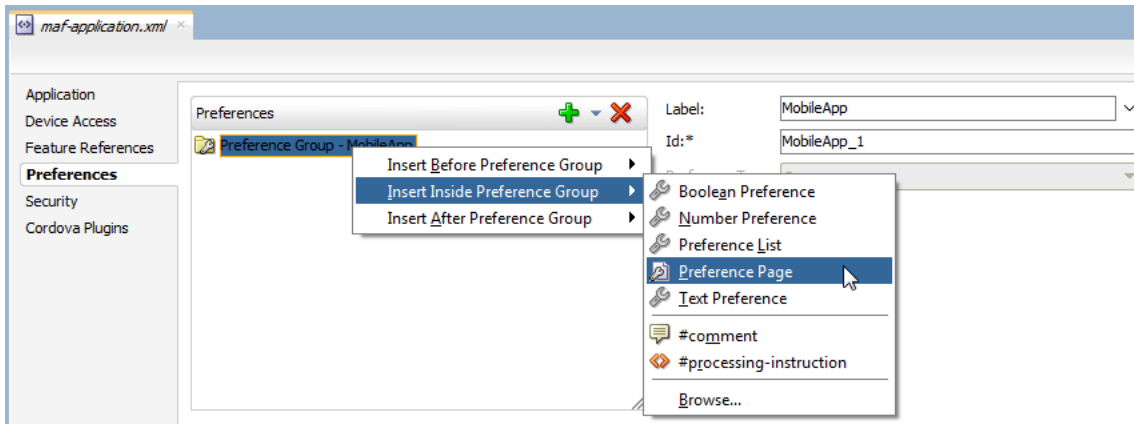 maf-application.xml
Application
Device Access
Feature References
Preferences
Security
Cordova Plugins
Preferences
Preference Group - MobileApp
Insert Before Preference Group
Insert Inside Preference Group
Insert After Preference Group
Label:
MobileApp
Id:*
MobileApp_1
Boolean Preference
Number Preference
Preference List
Preference Page
Text Preference
#comment
#processing-instruction
Browse...